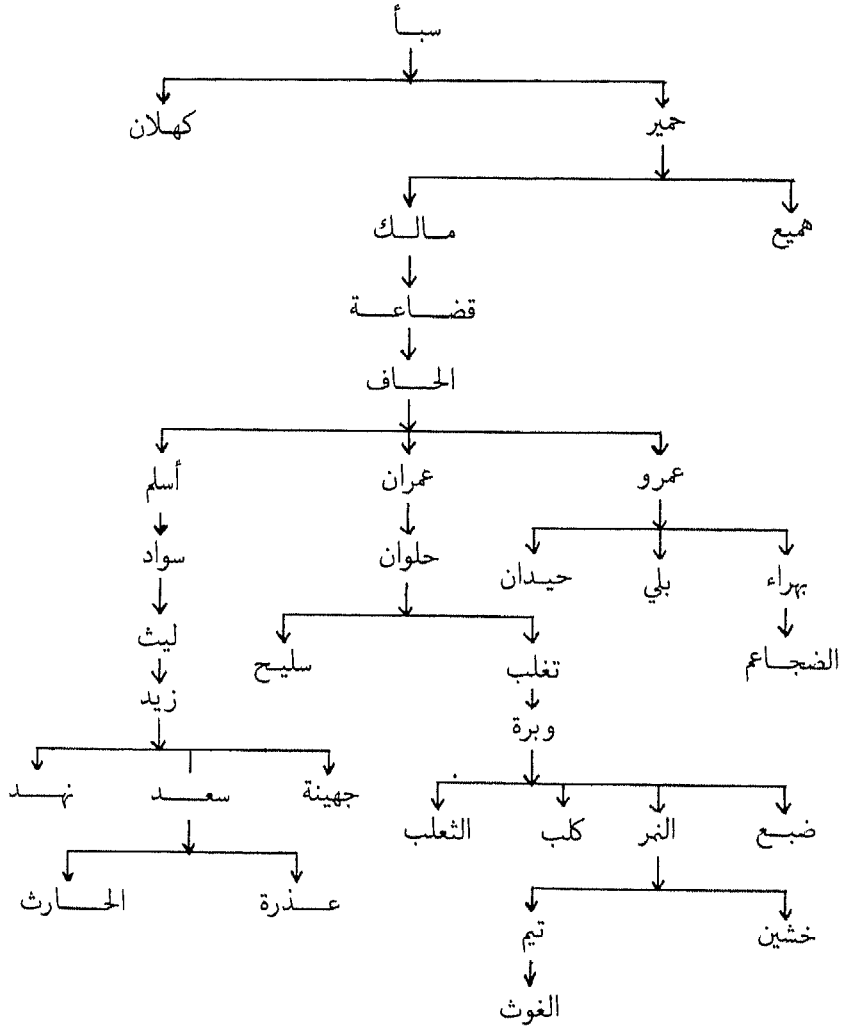 سبأ
حمير كهلان
هميع مالك
قضاعة
الحاف
عمرو عمران أسلم
بهراء بلي حيدان حلوان سواد
الضجاعم تغلب سليح ليث
وبرة زيد
ضبع النمر كلب الثعلب جهينة سعد نهد
خشين تيم عذرة الحارث
الغوث